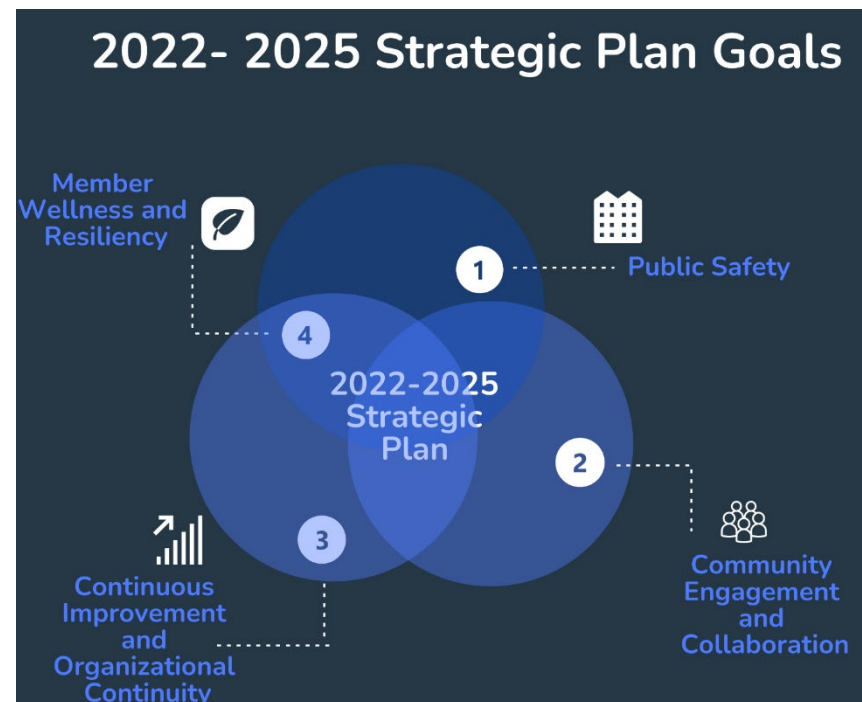 2022- 2025 Strategic Plan Goals
Member
Wellness and
Resiliency
1
Public Safety
4
2022-2025
Strategic
Plan
2
3
Continuous
Improvement
and
Organizational
Continuity
Community
Engagement
and
Collaboration